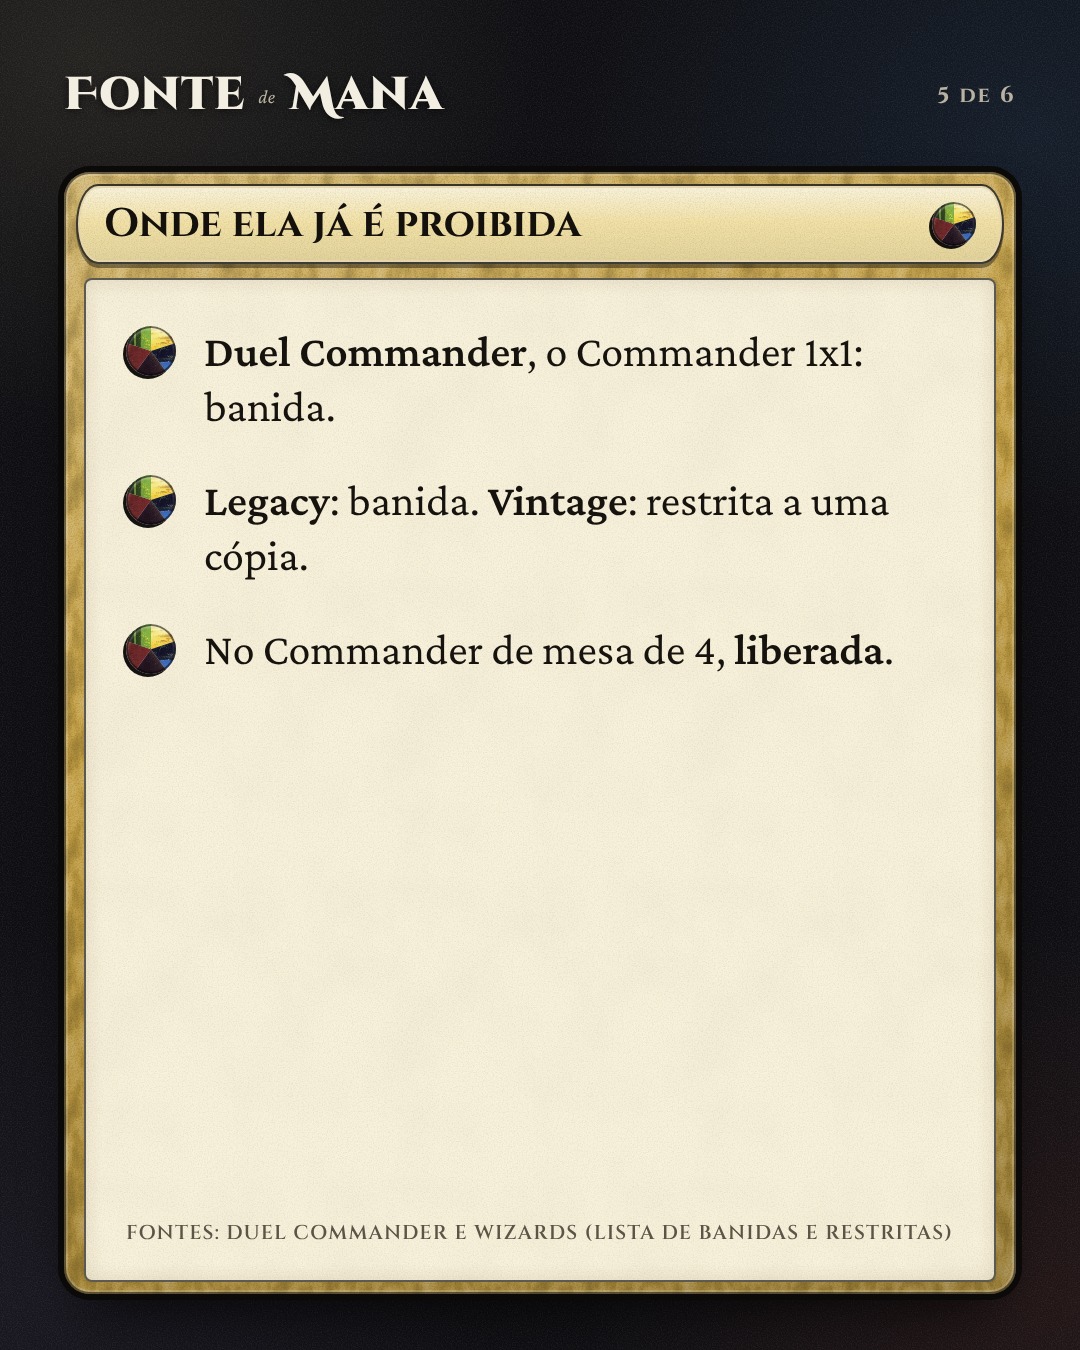 Fonte de Mana
5 de 6
Onde ela já é proibida
Duel Commander, o Commander 1x1:
banida.
Legacy: banida. Vintage: restrita a uma
cópia.
No Commander de mesa de 4, liberada.
Fontes: Duel Commander e Wizards (lista de banidas e restritas)